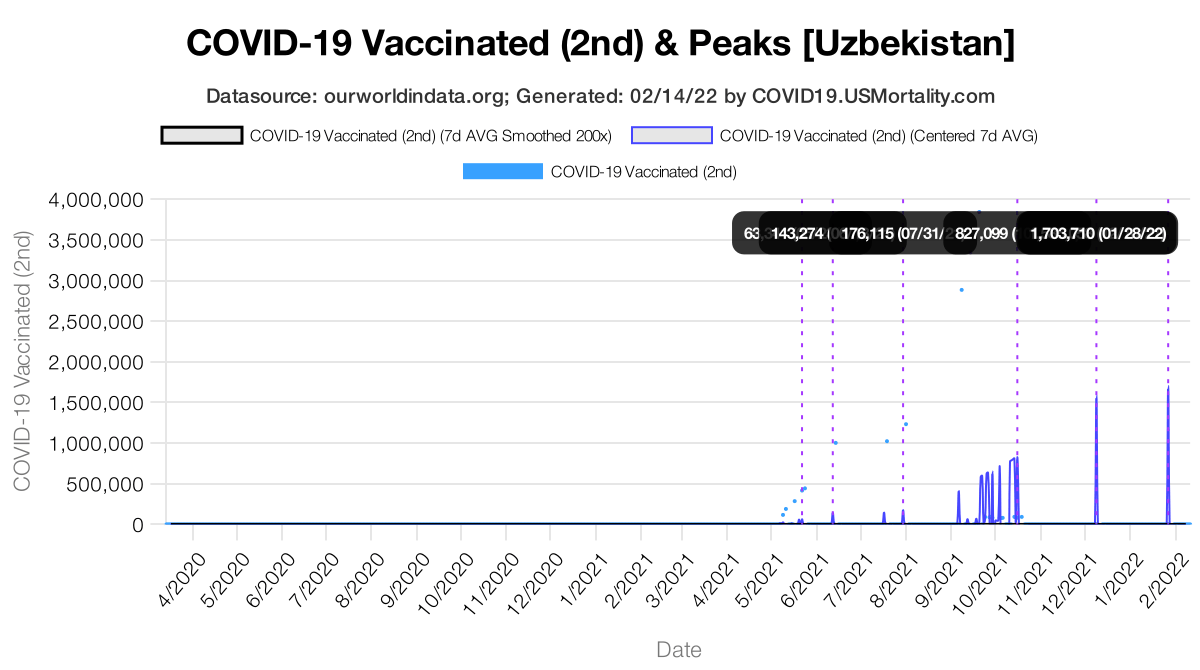 COVID-19 Vaccinated (2nd) & Peaks [Uzbekistan]
Datasource: ourworldindata.org; Generated: 02/14/22 by COVID19.USMortality.com
COVID-19 Vaccinated (2nd) (7d AVG Smoothed 200x) COVID-19 Vaccinated (2nd) (Centered 7d AVG)
COVID-19 Vaccinated (2nd)
COVID-19 Vaccinated (2nd)
4,000,000
3,500,000
3,000,000
2,500,000
2,000,000
1,500,000
1,000,000
500,000
0
143,274 176,115 (07/31/ 827,099 ( 1,703,710 (01/28/22)
4/2020 5/2020 6/2020 7/2020 8/2020 9/2020 10/2020 11/2020 12/2020 1/2021 2/2021 3/2021 4/2021 5/2021 6/2021 7/2021 8/2021 9/2021 10/2021 11/2021 12/2021 1/2022 2/2022
Date